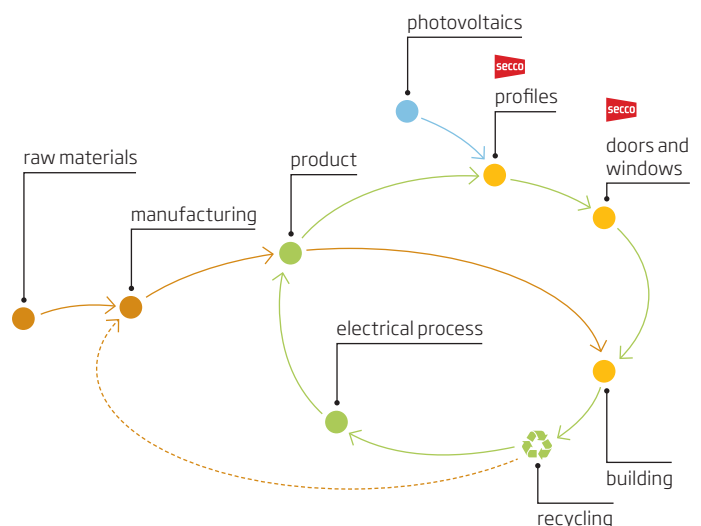 photovoltaics
secco
profiles
secco
doors and
windows
raw materials
product
manufacturing
electrical process
building
recycling